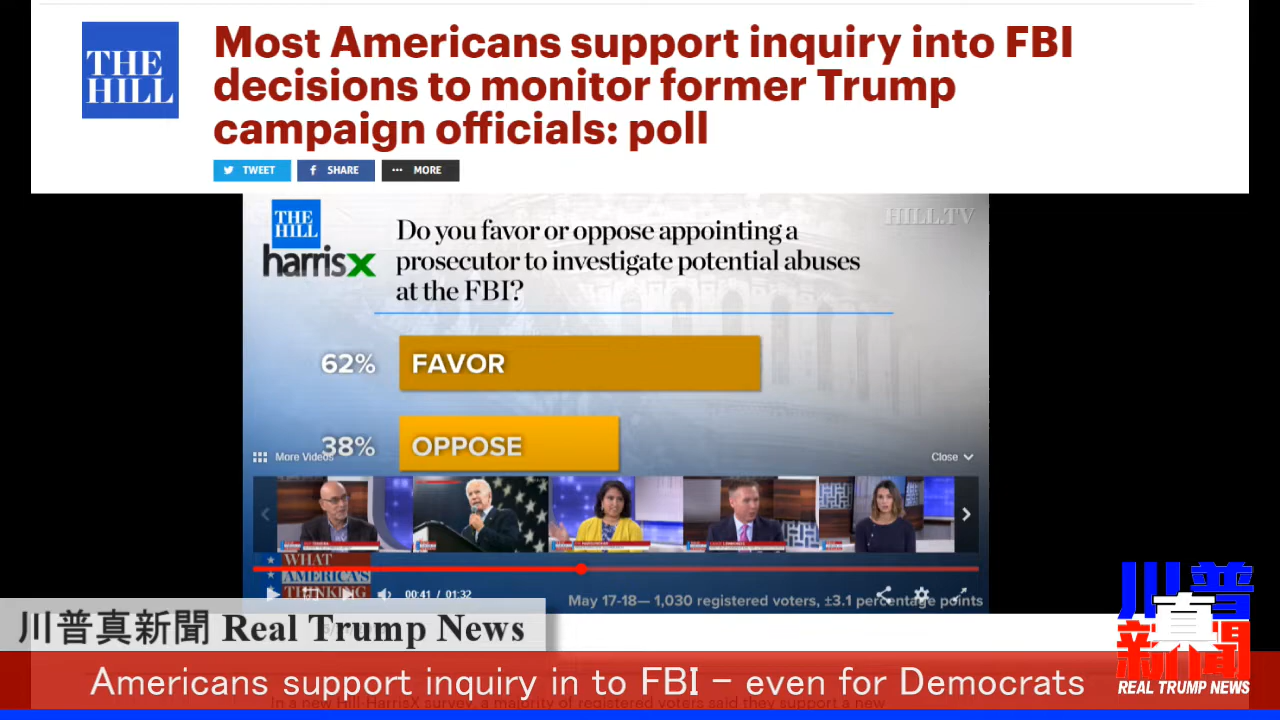 THE
HILL
Most Americans support inquiry into FBI
decisions to monitor former Trump
campaign officials: poll
TWEET
SHARE
MORE
HILL.TV
THE
HILL
harrisX
Do you favor or oppose appointing a
prosecutor to investigate potential abuses
at the FBI?
62% FAVOR
38% OPPOSE
More Videos
Close
WHAT
AMERICA'S
THINKING
00:41 / 01:32
May 17-18— 1,030 registered voters, ±3.1 percentage points
川普真新聞 Real Trump News
川普
真
新聞
REAL TRUMP NEWS
Americans support inquiry in to FBI – even for Democrats
In a new Hill-HarrisX survey, a majority of registered voters said they support a new